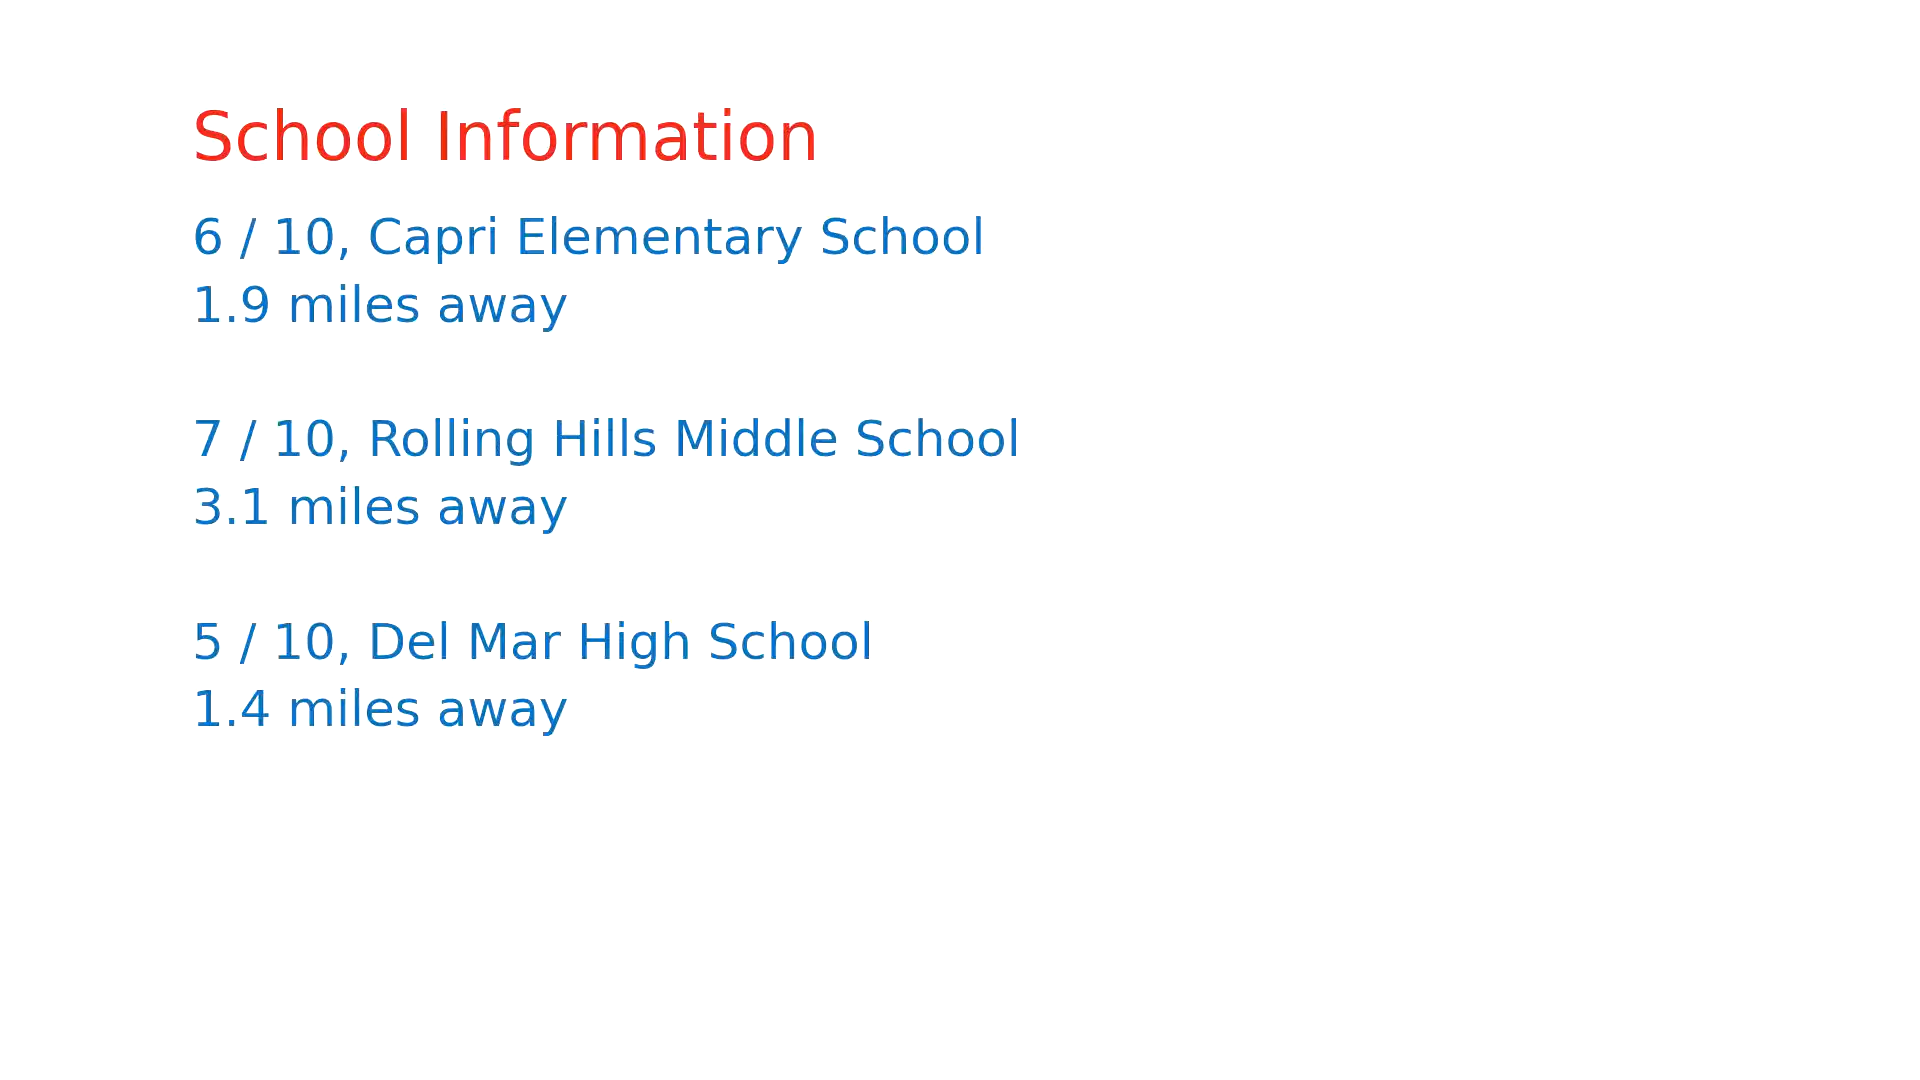 School Information
6 / 10, Capri Elementary School
1.9 miles away
7 / 10, Rolling Hills Middle School
3.1 miles away
5 / 10, Del Mar High School
1.4 miles away